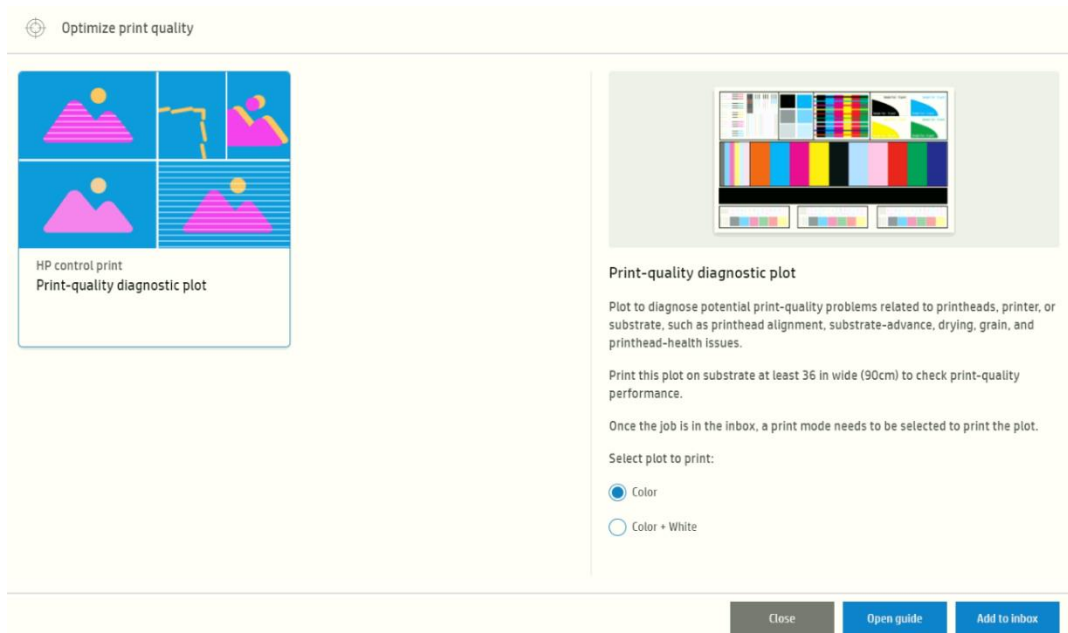 Optimize print quality
HP control print
Print-quality diagnostic plot
Print-quality diagnostic plot
Plot to diagnose potential print-quality problems related to printheads, printer, or
substrate, such as printhead alignment, substrate-advance, drying, grain, and
printhead-health issues.
Print this plot on substrate at least 36 in wide (90cm) to check print-quality
performance.
Once the job is in the inbox, a print mode needs to be selected to print the plot.
Select plot to print:
Color
Color + White
Close
Open guide
Add to inbox